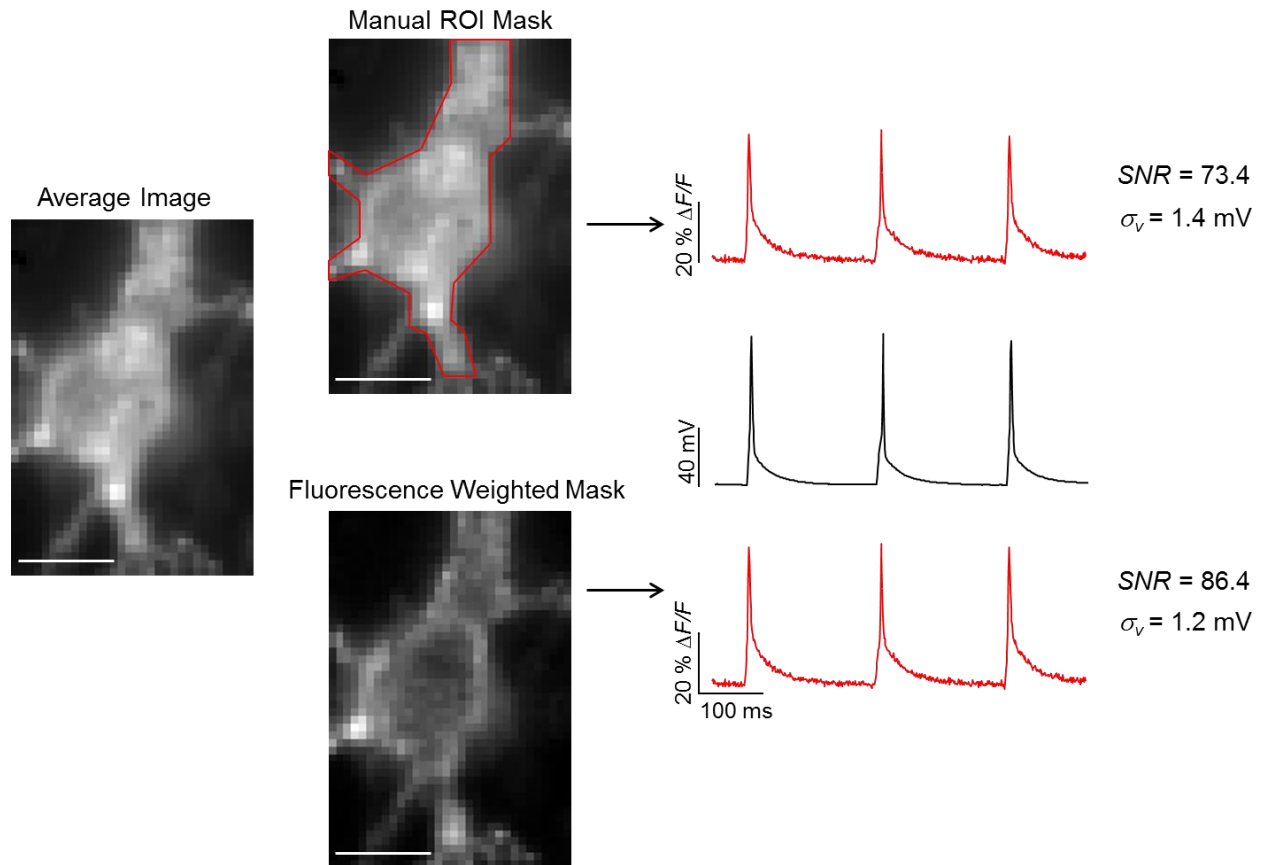 Manual ROI Mask
Average Image
20 % ΔF/F
SNR = 73.4
σv = 1.4 mV
40 mV
Fluorescence Weighted Mask
20 % ΔF/F
100 ms
SNR = 86.4
σv = 1.2 mV